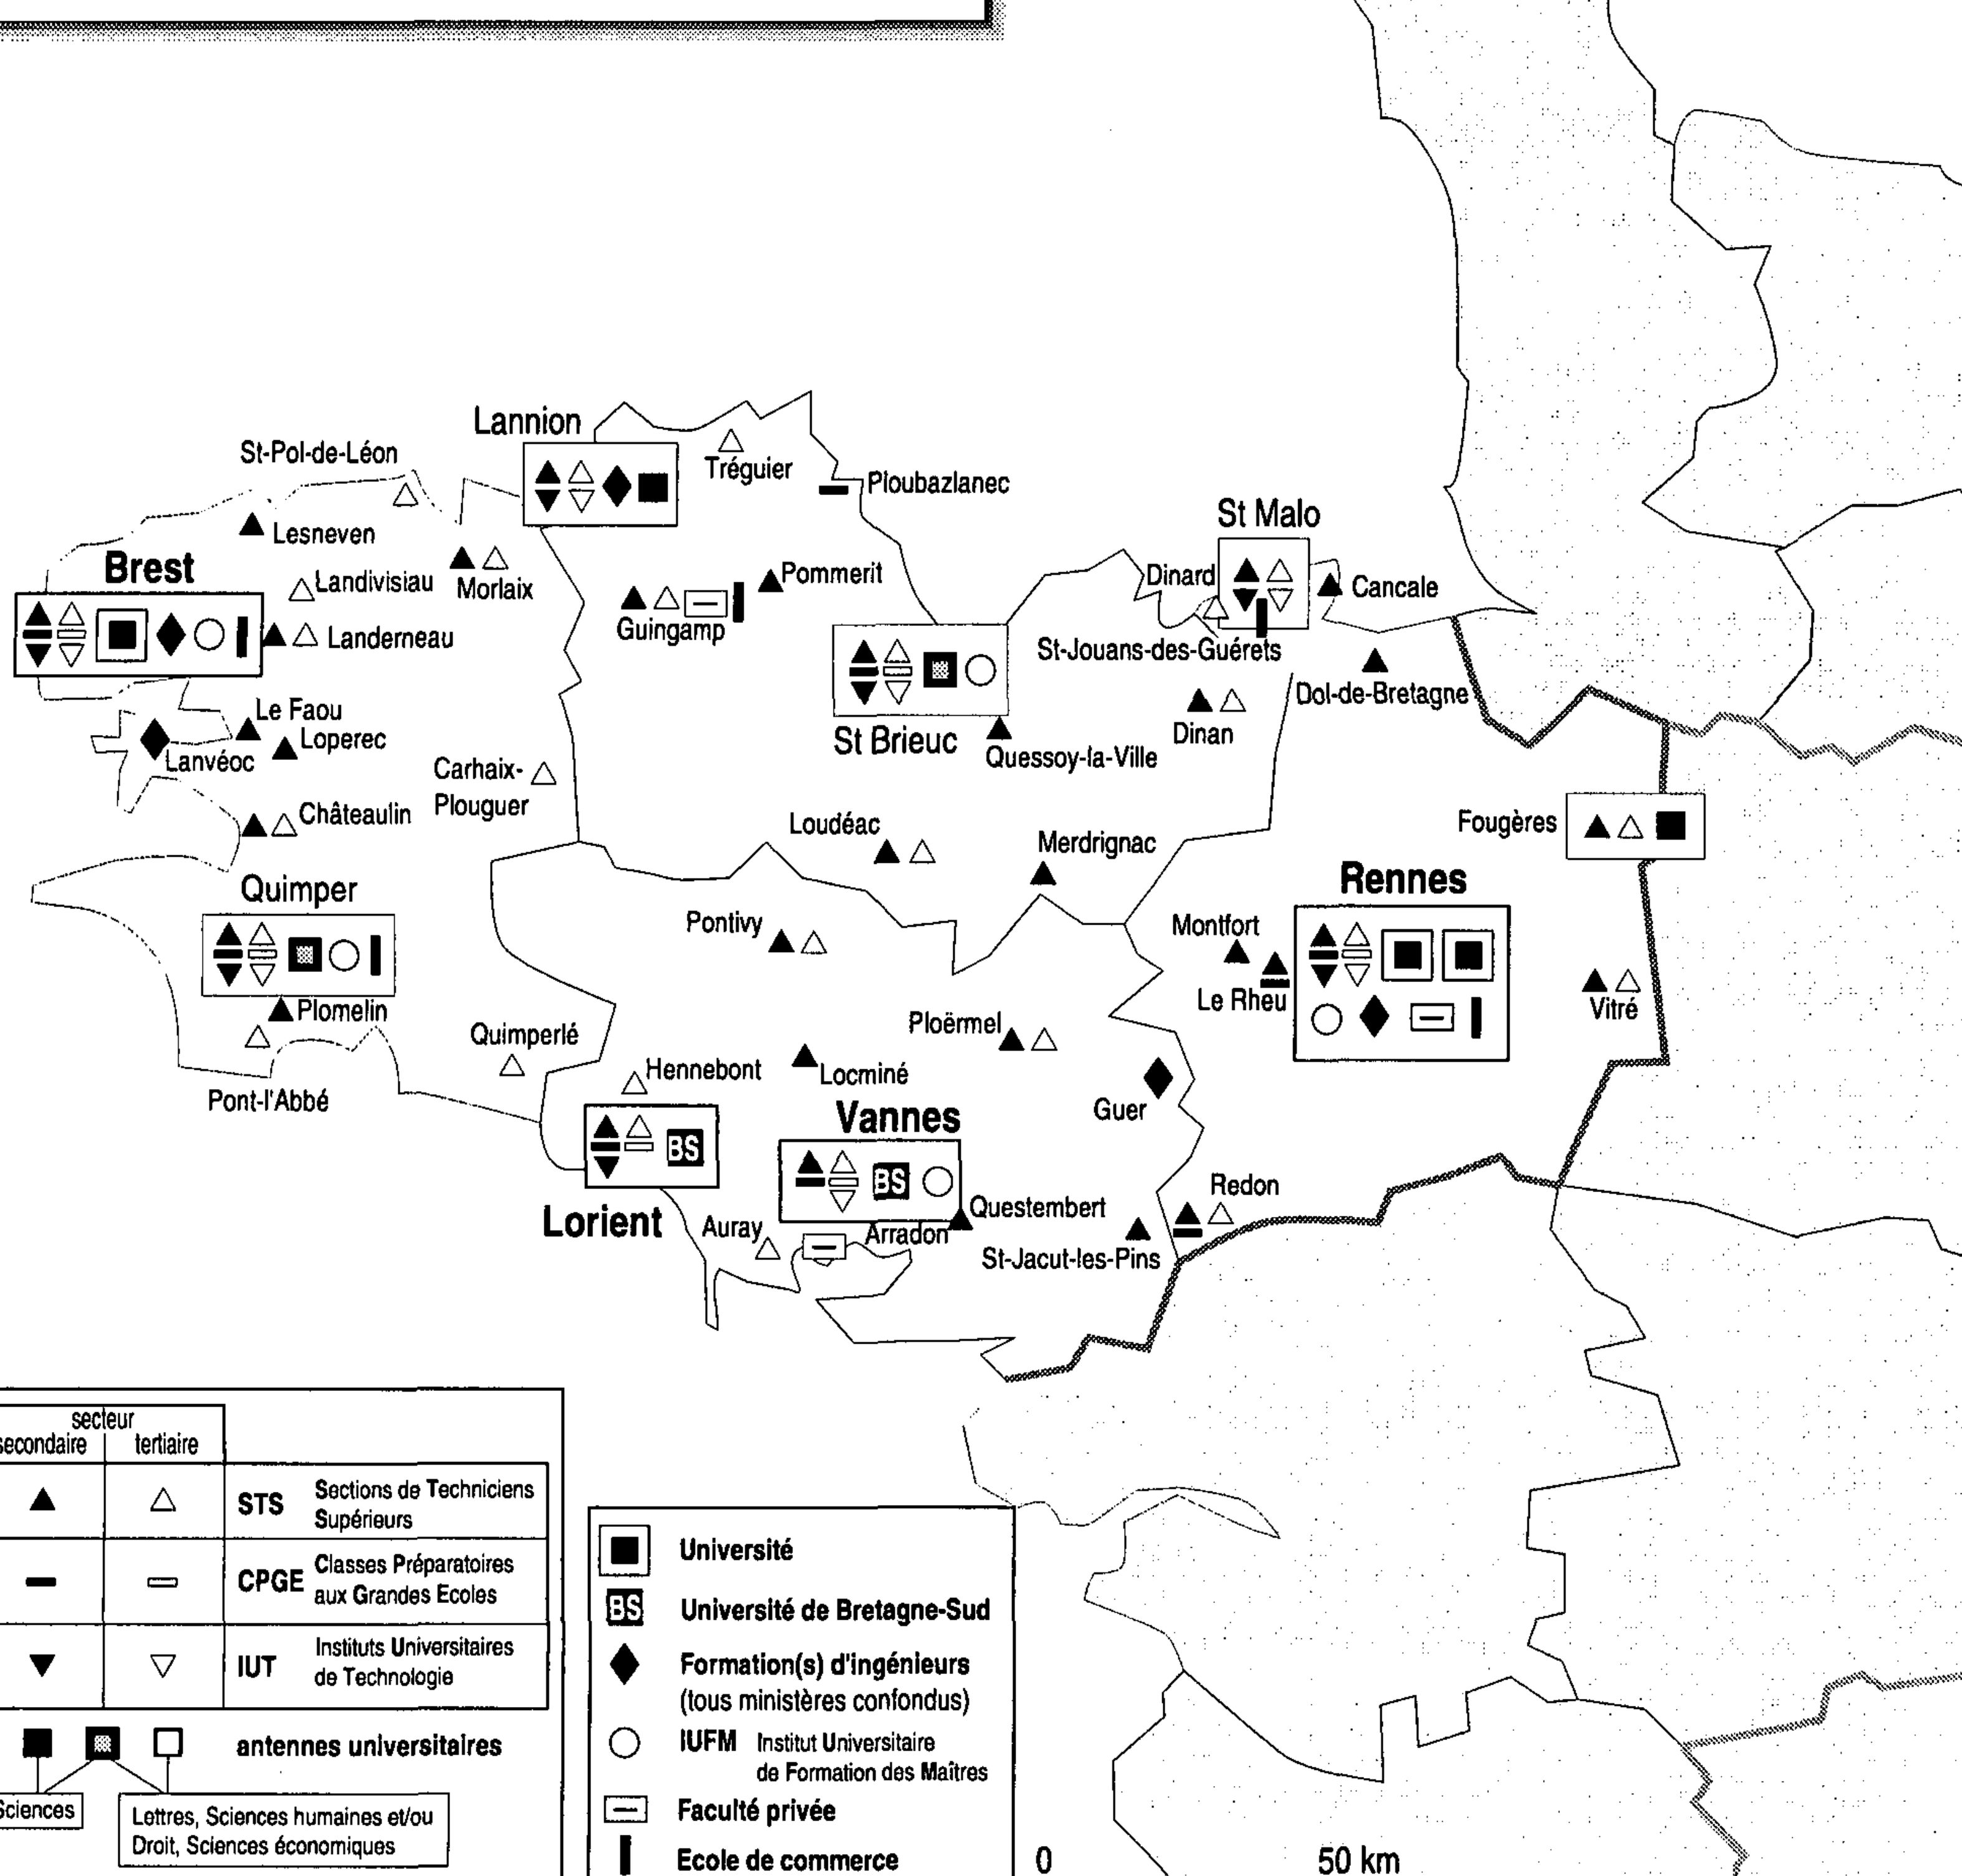 Lannion
St-Pol-de-Léon
Tréguier
Ploubazlanec
St Malo
Lesneven
Brest
Landivisiau
Morlaix
Pommerit
Dinard
Cancale
Guingamp
Landerneau
St-Jouans-des-Guérets
Dol-de-Bretagne
Le Faou
Loperec
Lanvéoc
St Brieuc
Dinan
Quessoy-la-Ville
Carhaix-
Plouguer
Châteaulin
Loudéac
Merdrignac
Fougères
Quimper
Rennes
Pontivy
Montfort
Le Rheu
Vitré
Plomelin
Quimperlé
Ploërmel
Hennebont
Locminé
Pont-l'Abbé
Vannes
Guer
BS
BS
Lorient
Auray
Arradon
Questembert
Redon
St-Jacut-les-Pins
secteur
secondaire tertiaire
STS Sections de Techniciens
Supérieurs
CPGE Classes Préparatoires
aux Grandes Ecoles
IUT Instituts Universitaires
de Technologie
antennes universitaires
Sciences
Lettres, Sciences humaines et/ou
Droit, Sciences économiques
Université
BS Université de Bretagne-Sud
Formation(s) d'ingénieurs
(tous ministères confondus)
IUFM Institut Universitaire
de Formation des Maîtres
Faculté privée
Ecole de commerce
0 50 km